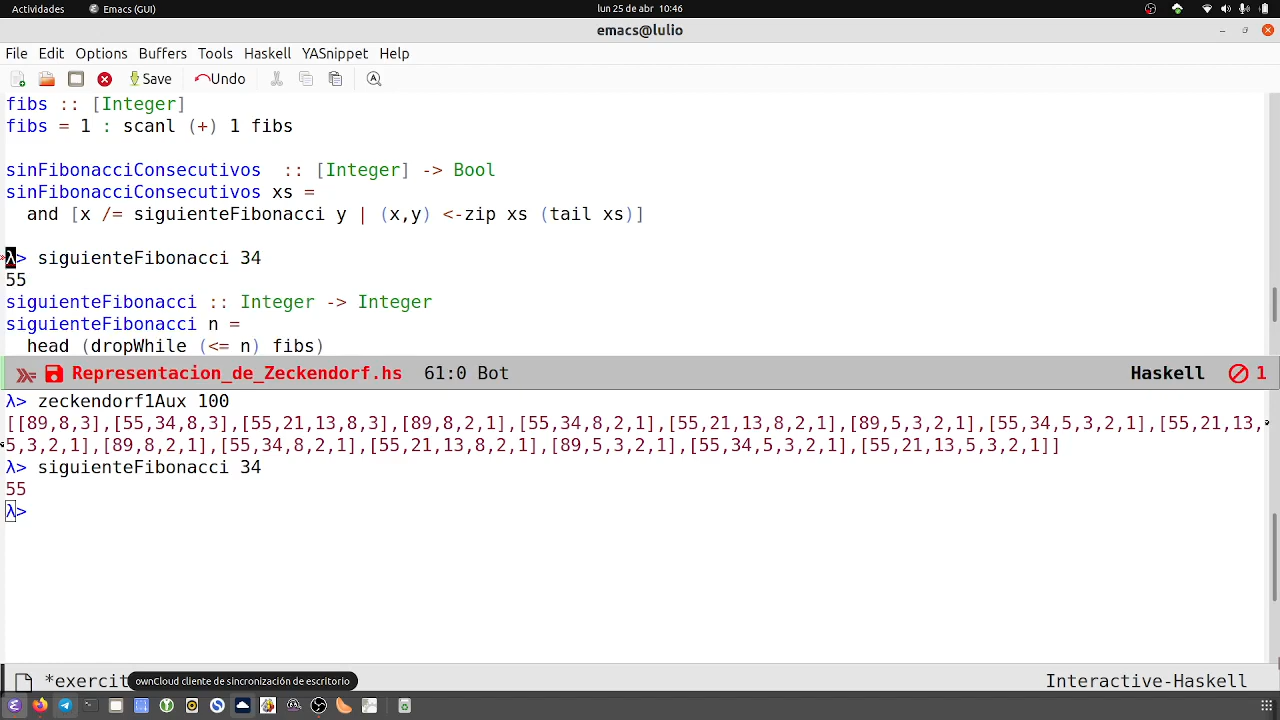 Actividades
Emacs (GUI)
lun 25 de abr 10:46
emacs@lulio
File Edit Options Buffers Tools Haskell YASnippet Help
Save Undo
fibs :: [Integer]
fibs = 1 : scanl (+) 1 fibs
sinFibonacciConsecutivos  :: [Integer] -> Bool
sinFibonacciConsecutivos xs =
  and [x /= siguienteFibonacci y | (x,y) <-zip xs (tail xs)]
λ> siguienteFibonacci 34
55
siguienteFibonacci :: Integer -> Integer
siguienteFibonacci n =
  head (dropWhile (<= n) fibs)
Representacion_de_Zeckendorf.hs 61:0 Bot Haskell 1
λ> zeckendorf1Aux 100
[[89,8,3],[55,34,8,3],[55,21,13,8,3],[89,8,2,1],[55,34,8,2,1],[55,21,13,8,2,1],[89,5,3,2,1],[55,34,5,3,2,1],[55,21,13,
5,3,2,1],[89,8,2,1],[55,34,8,2,1],[55,21,13,8,2,1],[89,5,3,2,1],[55,34,5,3,2,1],[55,21,13,5,3,2,1]]
λ> siguienteFibonacci 34
55
λ>
*exercit Interactive-Haskell
ownCloud cliente de sincronización de escritorio